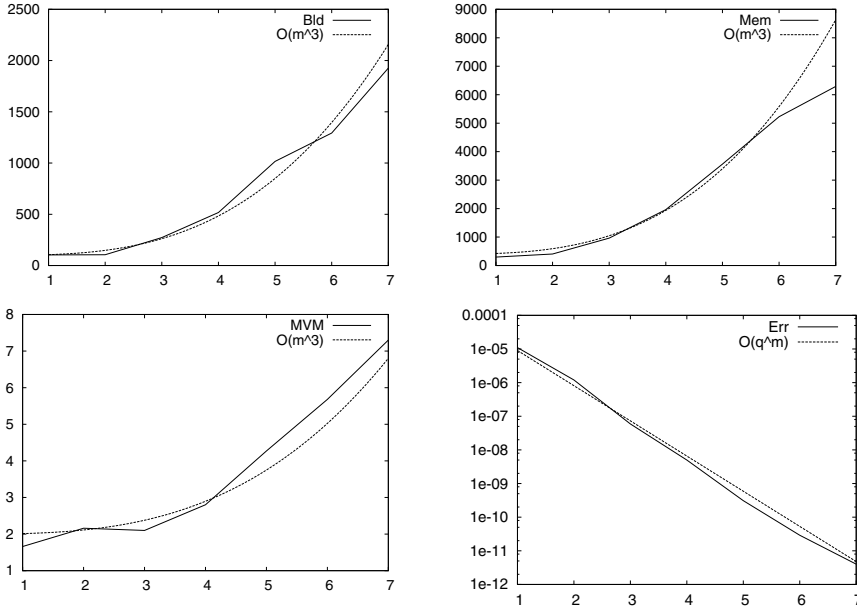 2500
2000
1500
1000
500
0
Bld
O(m^3)
1 2 3 4 5 6 7
9000
8000
7000
6000
5000
4000
3000
2000
1000
0
Mem
O(m^3)
1 2 3 4 5 6 7
8
7
6
5
4
3
2
1
MVM
O(m^3)
1 2 3 4 5 6 7
0.0001
1e-05
1e-06
1e-07
1e-08
1e-09
1e-10
1e-11
1e-12
Err
O(q^m)
1 2 3 4 5 6 7